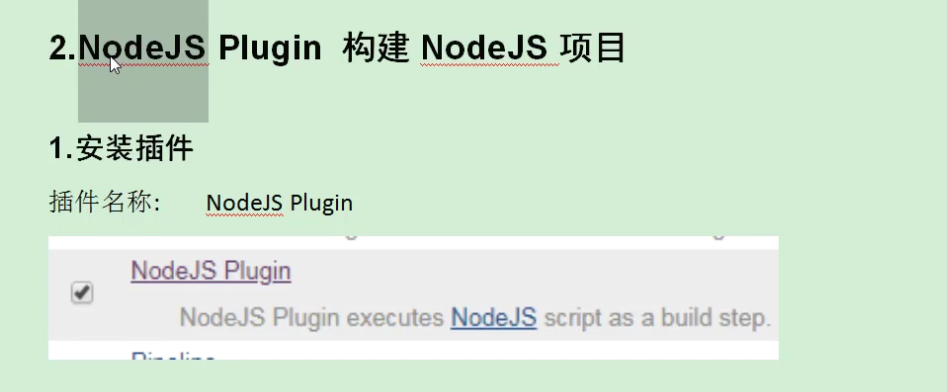 2.NodeJS Plugin 构建 NodeJS 项目
1.安装插件
插件名称: NodeJS Plugin
NodeJS Plugin
NodeJS Plugin executes NodeJS script as a build step.